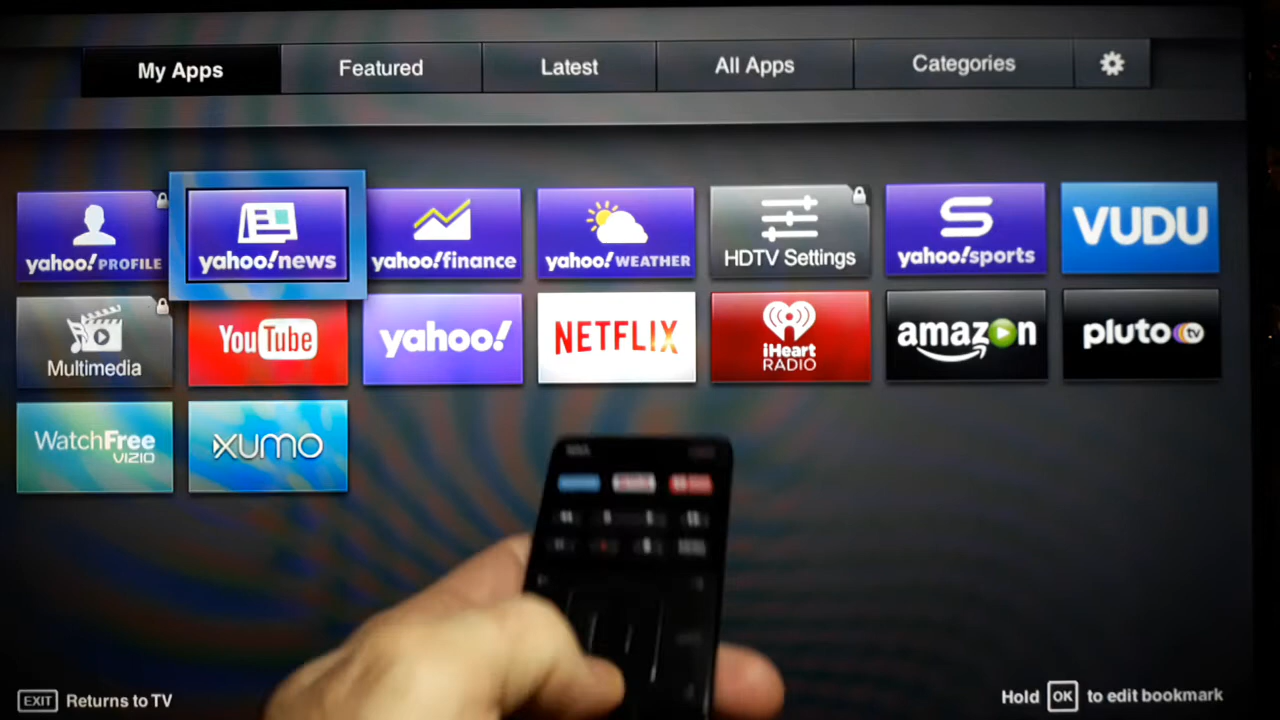 My Apps
Featured
Latest
All Apps
Categories
yahoo! PROFILE
yahoo!news
yahoo!finance
yahoo! WEATHER
HDTV Settings
yahoo!sports
VUDU
Multimedia
YouTube
yahoo!
NETFLIX
iHeart
RADIO
amazon
pluto tv
WatchFree
VIZIO
XUMO
EXIT Returns to TV
Hold OK to edit bookmark